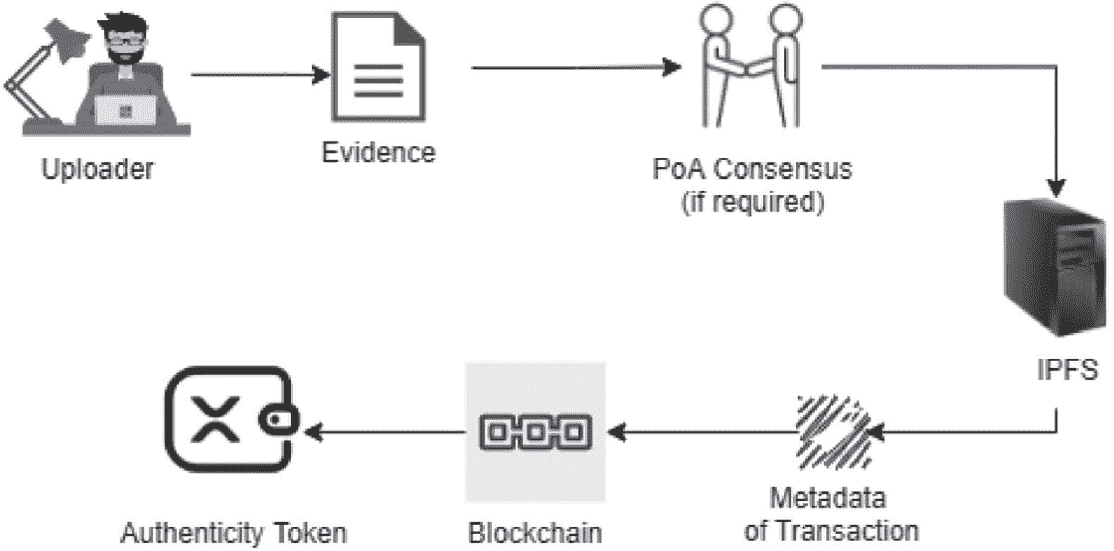 Uploader
Evidence
PoA Consensus
(if required)
IPFS
Metadata
of Transaction
Blockchain
Authenticity Token